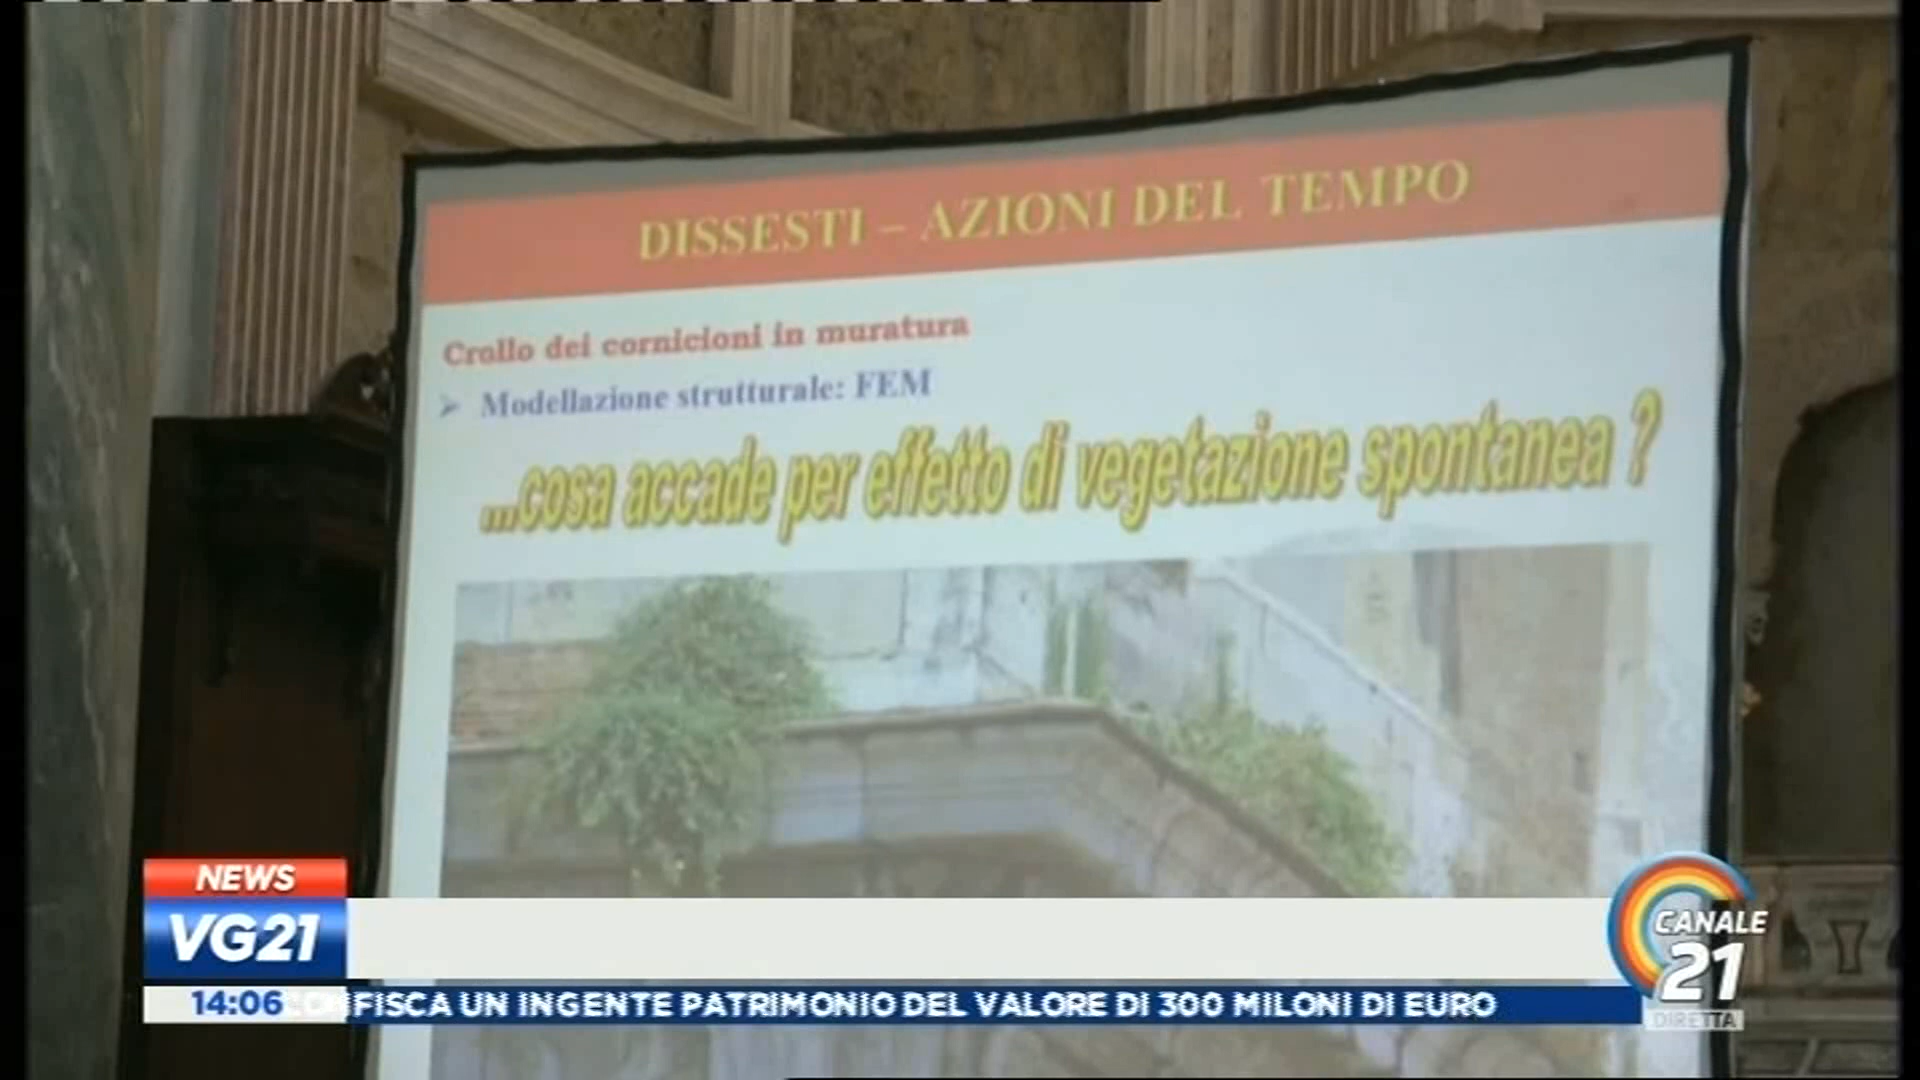 DISSESTI – AZIONI DEL TEMPO
Crollo dei cornicioni in muratura
Modellazione strutturale: FEM
...cosa accade per effetto di vegetazione spontanea ?
NEWS
VG21
CANALE
21
DIRETTA
14:06
CONFISCA UN INGENTE PATRIMONIO DEL VALORE DI 300 MILONI DI EURO